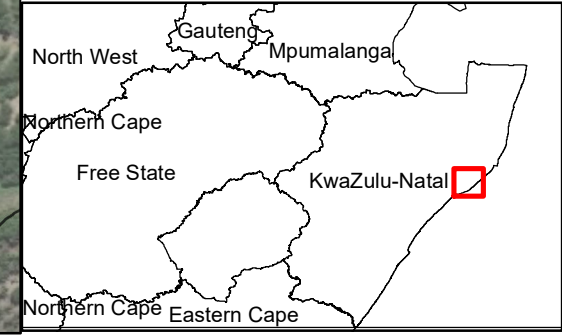 Gauteng
North West
Mpumalanga
Northern Cape
Free State
KwaZulu-Natal
Northern Cape
Eastern Cape